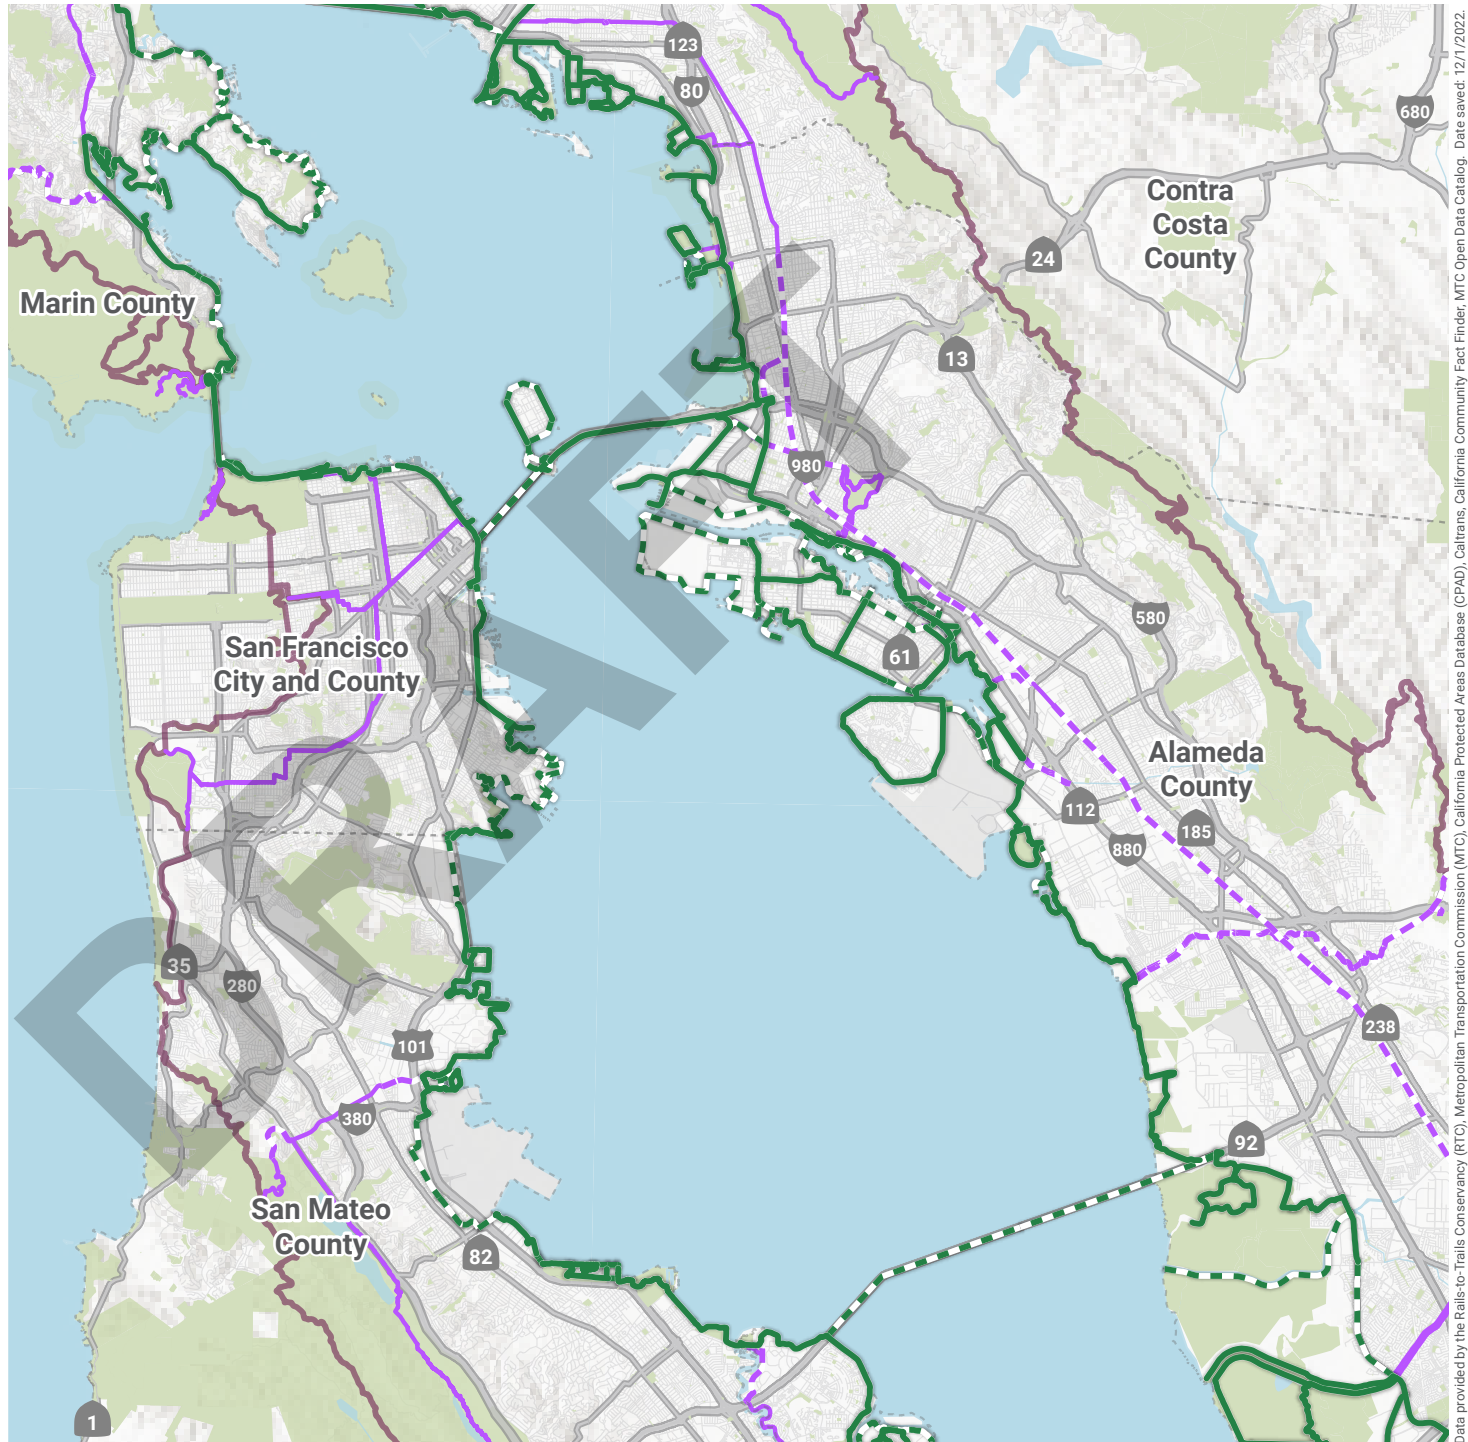 123
80
680
Contra
Costa
County
24
Marin County
13
980
580
San Francisco
City and County
61
Alameda
County
112
185
880
35
280
101
238
380
92
San Mateo
County
82
1
DRAFT
Data provided by the Rails-to-Trails Conservancy (RTC), Metropolitan Transportation Commission (MTC), California Protected Areas Database (CPAD), Caltrans, California Community Fact Finder, MTC Open Data Catalog. Date saved: 12/1/2022.